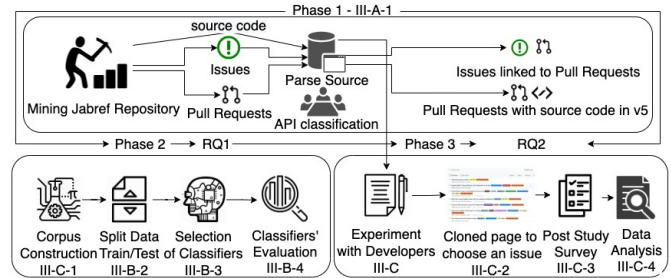 Phase 1 - III-A-1
source code
Issues
Parse Source
Issues linked to Pull Requests
Mining Jabref Repository
Pull Requests
API classification
Pull Requests with source code in v5
Phase 2
RQ1
Phase 3
RQ2
Corpus
Construction
III-C-1
Split Data
Train/Test
III-B-2
Selection
of Classifiers
III-B-3
Classifiers'
Evaluation
III-B-4
Experiment
with Developers
III-C
Cloned page to
choose an issue
III-C-2
Post Study
Survey
III-C-3
Data
Analysis
III-C-4